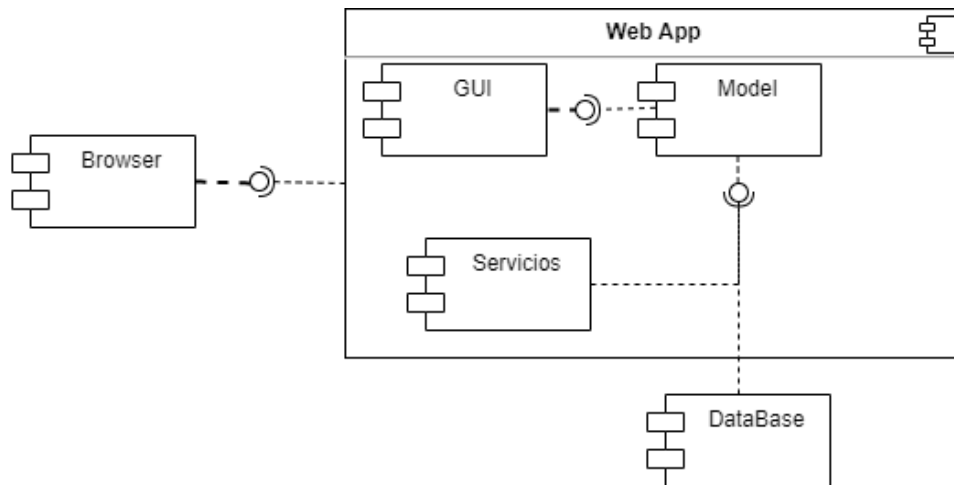 Web App
GUI
Model
Browser
Servicios
DataBase